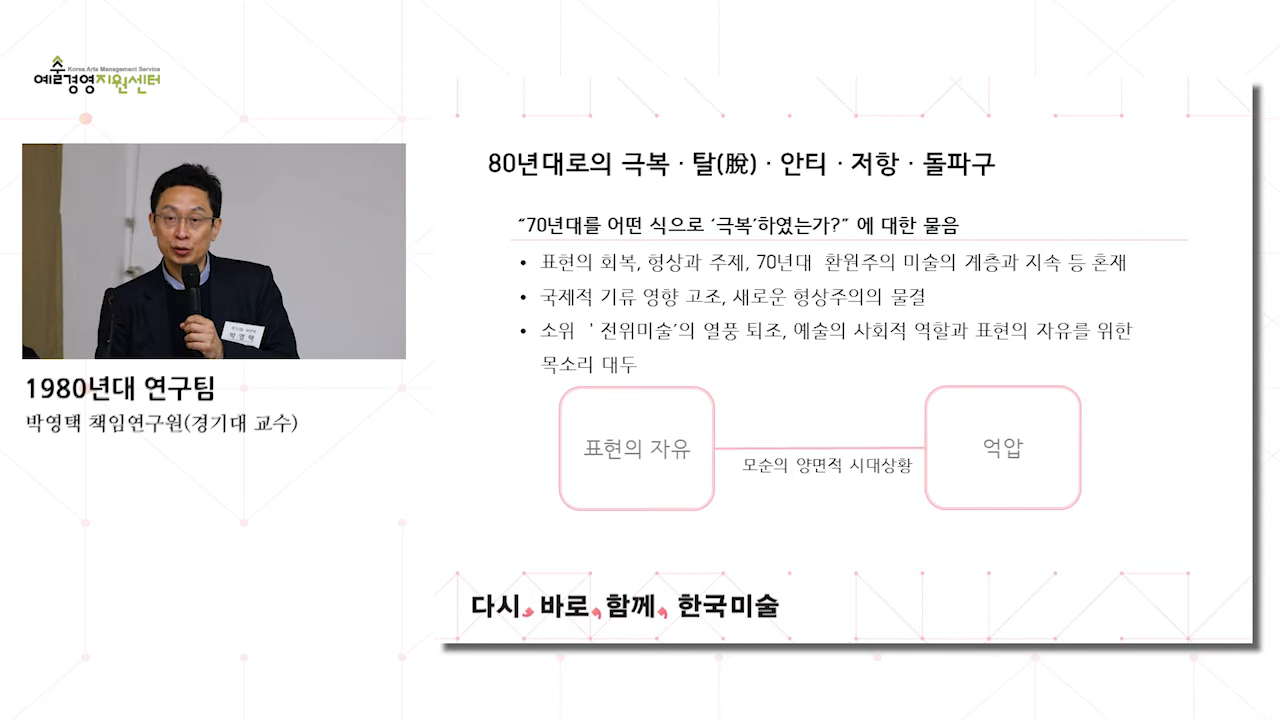 Korea Arts Management Service
예술경영지원센터
박영택
1980년대 연구팀
박영택 책임연구원(경기대 교수)
80년대로의 극복 · 탈(脫) · 안티 · 저항 · 돌파구
“70년대를 어떤 식으로 ‘극복’하였는가?” 에 대한 물음
• 표현의 회복, 형상과 주제, 70년대 환원주의 미술의 계층과 지속 등 혼재
• 국제적 기류 영향 고조, 새로운 형상주의의 물결
• 소위 ' 전위미술’의 열풍 퇴조, 예술의 사회적 역할과 표현의 자유를 위한
목소리 대두
표현의 자유
모순의 양면적 시대상황
억압
다시, 바로, 함께, 한국미술